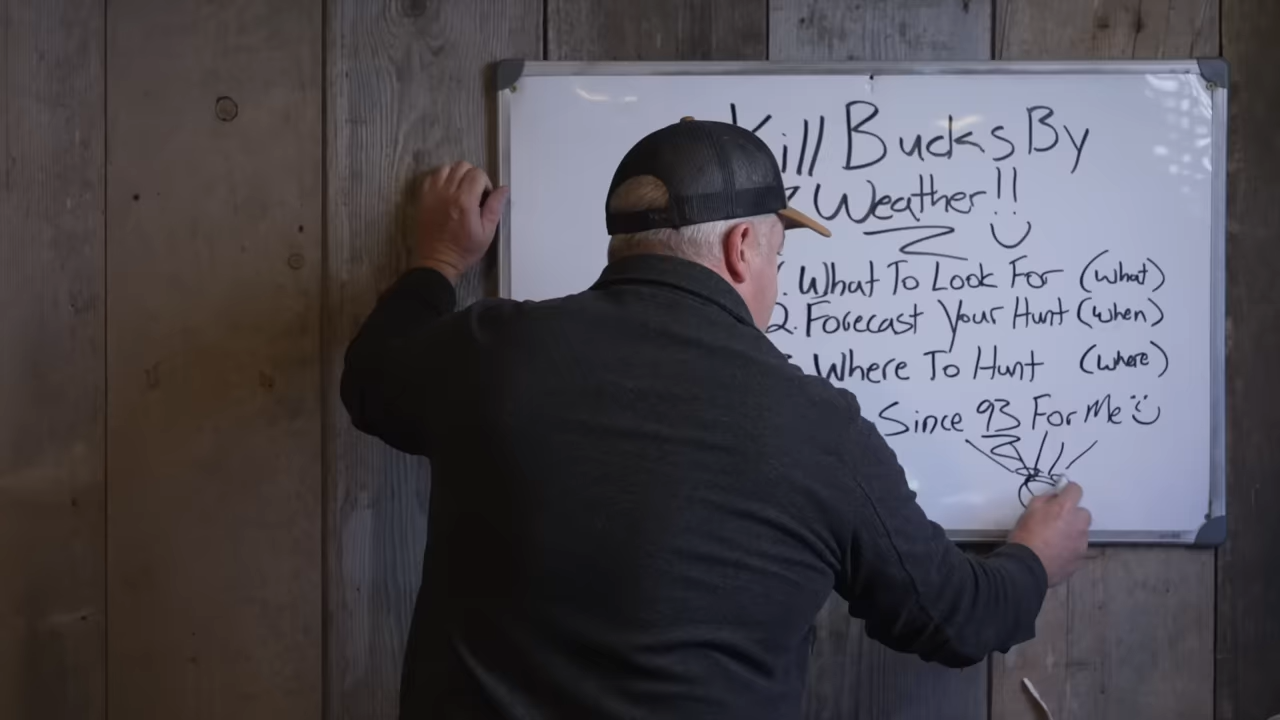 Kill Bucks By
Weather!!
1. What To Look For (what)
2. Forecast Your Hunt (when)
3. Where To Hunt (where)
Since 93 For Me